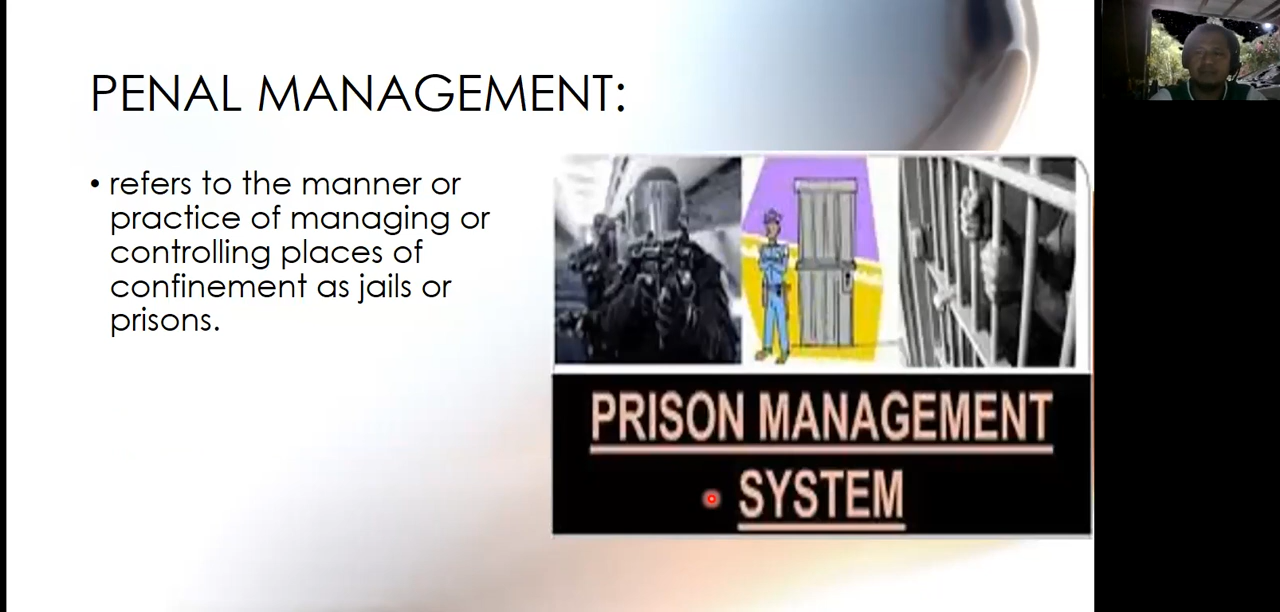 PENAL MANAGEMENT:
• refers to the manner or
practice of managing or
controlling places of
confinement as jails or
prisons.
PRISON MANAGEMENT
SYSTEM